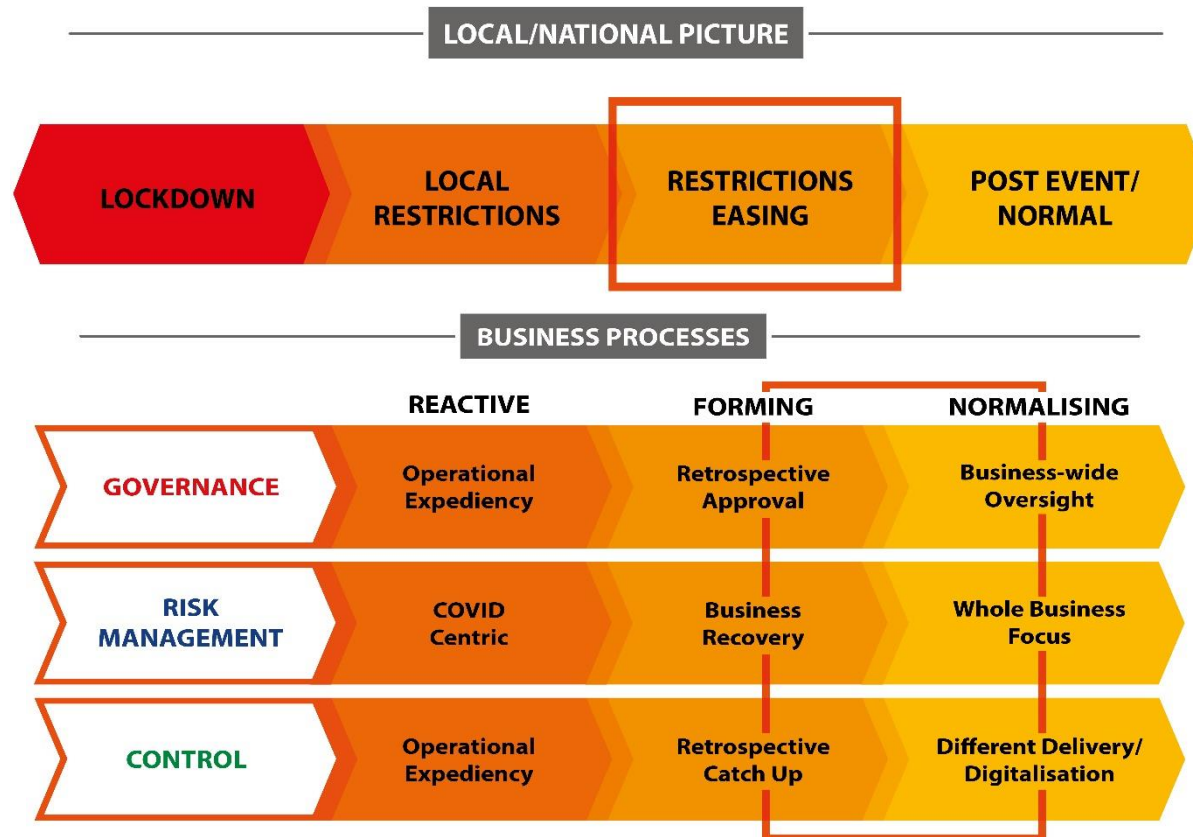 LOCAL/NATIONAL PICTURE
LOCKDOWN
LOCAL
RESTRICTIONS
RESTRICTIONS
EASING
POST EVENT/
NORMAL
BUSINESS PROCESSES
REACTIVE
FORMING
NORMALISING
GOVERNANCE
Operational
Expediency
Retrospective
Approval
Business-wide
Oversight
RISK
MANAGEMENT
COVID
Centric
Business
Recovery
Whole Business
Focus
CONTROL
Operational
Expediency
Retrospective
Catch Up
Different Delivery/
Digitalisation